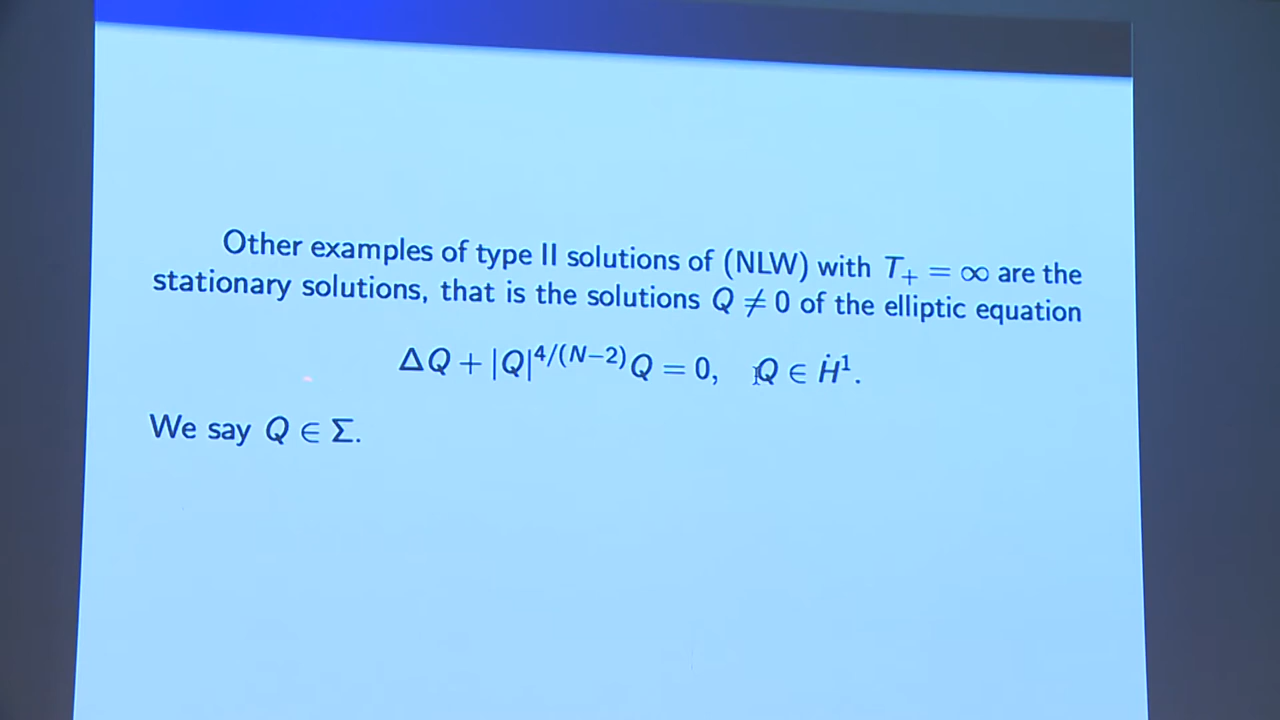 Other examples of type II solutions of (NLW) with T₊ = ∞ are the
stationary solutions, that is the solutions Q ≠ 0 of the elliptic equation
ΔQ + |Q|^{4/(N−2)}Q = 0, Q ∈ Ḣ¹.
We say Q ∈ Σ.